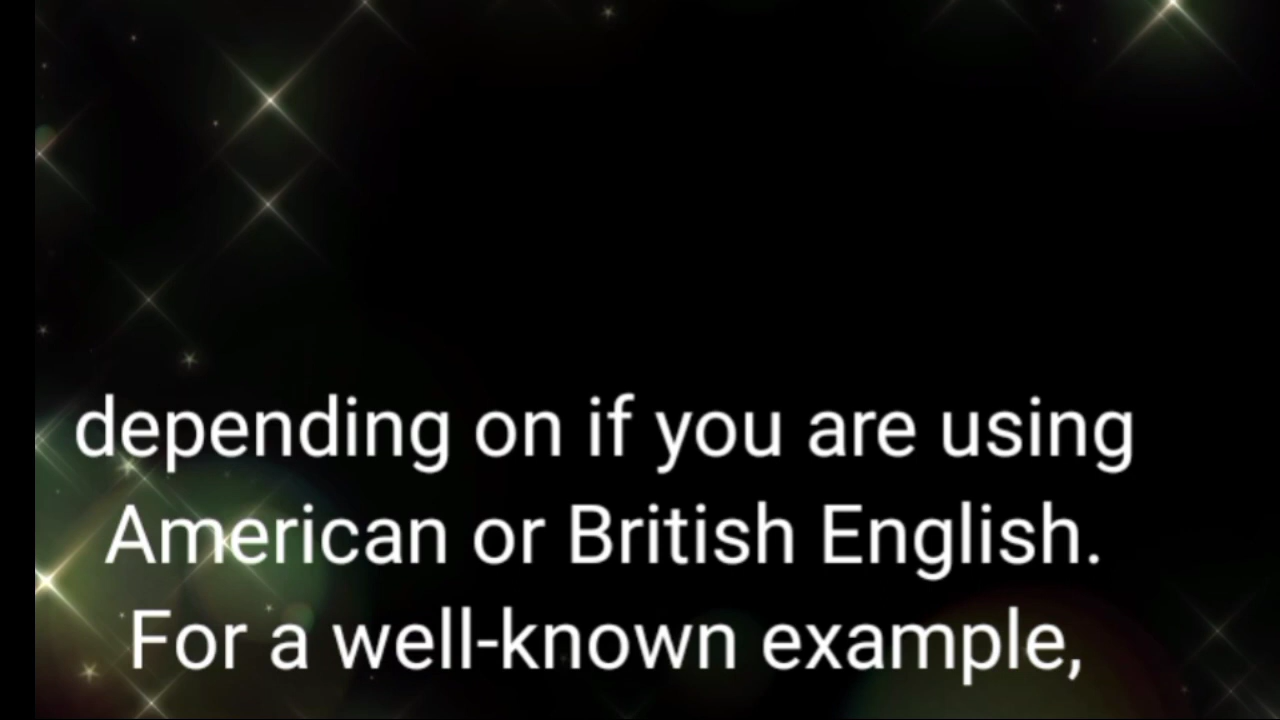 depending on if you are using
American or British English.
For a well-known example,